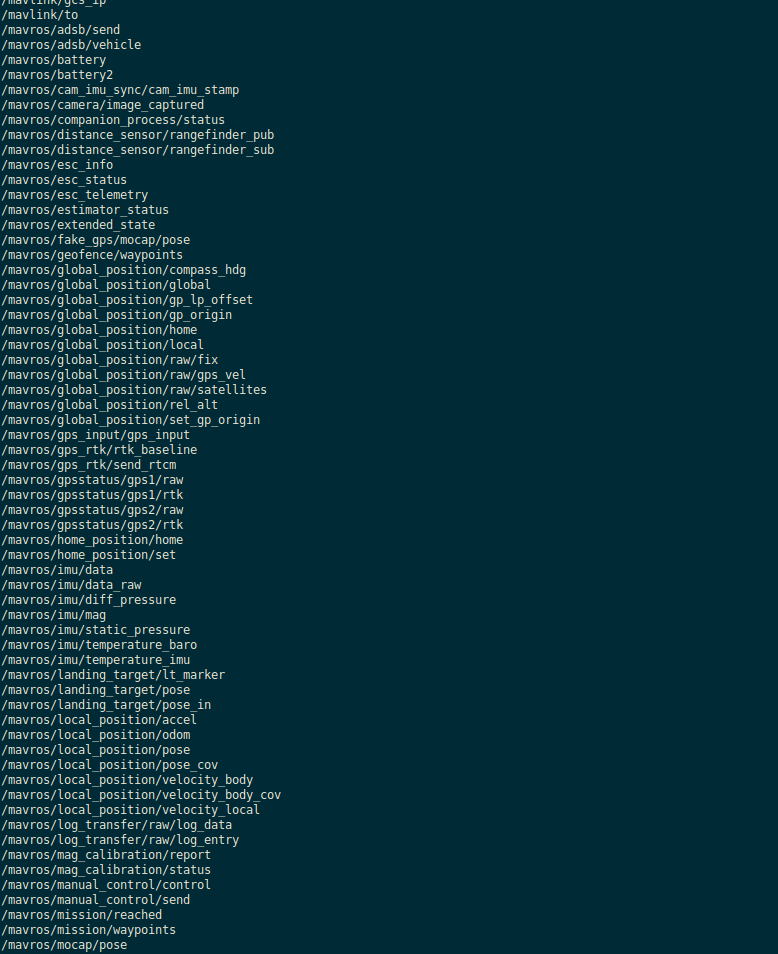 /mavlink/gcs_ip
/mavlink/to
/mavros/adsb/send
/mavros/adsb/vehicle
/mavros/battery
/mavros/battery2
/mavros/cam_imu_sync/cam_imu_stamp
/mavros/camera/image_captured
/mavros/companion_process/status
/mavros/distance_sensor/rangefinder_pub
/mavros/distance_sensor/rangefinder_sub
/mavros/esc_info
/mavros/esc_status
/mavros/esc_telemetry
/mavros/estimator_status
/mavros/extended_state
/mavros/fake_gps/mocap/pose
/mavros/geofence/waypoints
/mavros/global_position/compass_hdg
/mavros/global_position/global
/mavros/global_position/gp_lp_offset
/mavros/global_position/gp_origin
/mavros/global_position/home
/mavros/global_position/local
/mavros/global_position/raw/fix
/mavros/global_position/raw/gps_vel
/mavros/global_position/raw/satellites
/mavros/global_position/rel_alt
/mavros/global_position/set_gp_origin
/mavros/gps_input/gps_input
/mavros/gps_rtk/rtk_baseline
/mavros/gps_rtk/send_rtcm
/mavros/gpsstatus/gps1/raw
/mavros/gpsstatus/gps1/rtk
/mavros/gpsstatus/gps2/raw
/mavros/gpsstatus/gps2/rtk
/mavros/home_position/home
/mavros/home_position/set
/mavros/imu/data
/mavros/imu/data_raw
/mavros/imu/diff_pressure
/mavros/imu/mag
/mavros/imu/static_pressure
/mavros/imu/temperature_baro
/mavros/imu/temperature_imu
/mavros/landing_target/lt_marker
/mavros/landing_target/pose
/mavros/landing_target/pose_in
/mavros/local_position/accel
/mavros/local_position/odom
/mavros/local_position/pose
/mavros/local_position/pose_cov
/mavros/local_position/velocity_body
/mavros/local_position/velocity_body_cov
/mavros/local_position/velocity_local
/mavros/log_transfer/raw/log_data
/mavros/log_transfer/raw/log_entry
/mavros/mag_calibration/report
/mavros/mag_calibration/status
/mavros/manual_control/control
/mavros/manual_control/send
/mavros/mission/reached
/mavros/mission/waypoints
/mavros/mocap/pose